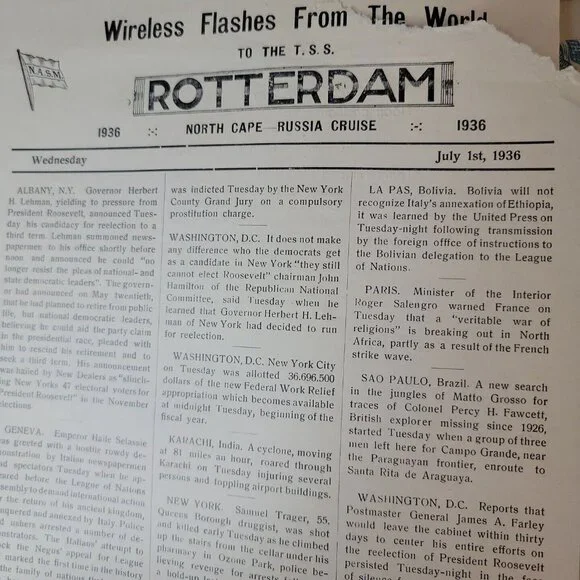 Wireless Flashes From The World
TO THE T. S. S.
N.A.S.M
ROTTERDAM
1936 :-: NORTH CAPE RUSSIA CRUISE :-: 1936
Wednesday July 1st, 1936
ALBANY, N.Y. Governor Herbert
H. Lehman, yielding to pressure from
President Roosevelt, announced Tues-
day his candidacy for reelection to a
third term. Lehman summoned news-
papermen to his office shortly before
noon and announced he could "no
longer resist the pleas of national- and
state democratic leaders". The gover-
nor had announced on May twentieth,
that he had planned to retire from public
life, but national democratic leaders,
believing he could aid the party claim
in the presidential race, pleaded with
him to rescind his retirement and to
seek a third term. His announcement
was hailed by New Dealers as "clinch-
ing New Yorks 47 electoral voters for
President Roosevelt" in the November
elections
GENEVA. Emperor Haile Selassie
was greeted with a hostile rowdy de-
monstration by Italian newspapermen
and spectators Tuesday when he ap-
peared before the League of Nations
assembly to demand international action
for the return of his ancient kingdom,
conquered and annexed by Italy Police
and ushers arrested a number of de-
monstrators. The Italians' attempt to
block the Negus' appeal for League
marked the first time in the history
the family of nations
was indicted Tuesday by the New York
County Grand Jury on a compulsory
prostitution charge.
WASHINGTON, D.C. It does not make
any difference who the democrats get
as a candidate in New York "they still
cannot elect Roosevelt" chairman John
Hamilton of the Republican National
Committee, said Tuesday when he
learned that Governor Herbert H. Leh-
man of New York had decided to run
for reelection.
WASHINGTON, D.C. New York City
on Tuesday was allotted 36.696.500
dollars of the new Federal Work Relief
appropriation which becomes available
at midnight Tuesday, beginning of the
fiscal year.
KARACHI, India. A cyclone, moving
at 81 miles an hour, roared through
Karachi on Tuesday injuring several
persons and toppling airport buildings.
NEW YORK. Samuel Trager, 55.
Queens Borough druggist, was shot
and killed early Tuesday as he climbed
up the stairs from the cellar under his
pharmacy in Ozone Park, police be-
lieving revenge for arrests
a hold-up
LA PAS, Bolivia. Bolivia will not
recognize Italy's annexation of Ethiopia,
it was learned by the United Press on
Tuesday-night following transmission
by the foreign offfice of instructions to
the Bolivian delegation to the League
of Nations.
PARIS. Minister of the Interior
Roger Salengro warned France on
Tuesday that a "veritable war of
religions" is breaking out in North
Africa, partly as a result of the French
strike wave.
SAO PAULO, Brazil. A new search
in the jungles of Matto Grosso for
traces of Colonel Percy H. Fawcett,
British explorer missing since 1926,
started Tuesday when a group of three
men left here for Campo Grande, near
the Paraguayan frontier, enroute to
Santa Rita de Araguaya.
WASHINGTON, D.C. Reports that
Postmaster General James A. Farley
would leave the cabinet within thirty
days to center his entire efforts on
the reelection of President Roosevelt
persisted Tuesday-night in the
of silence